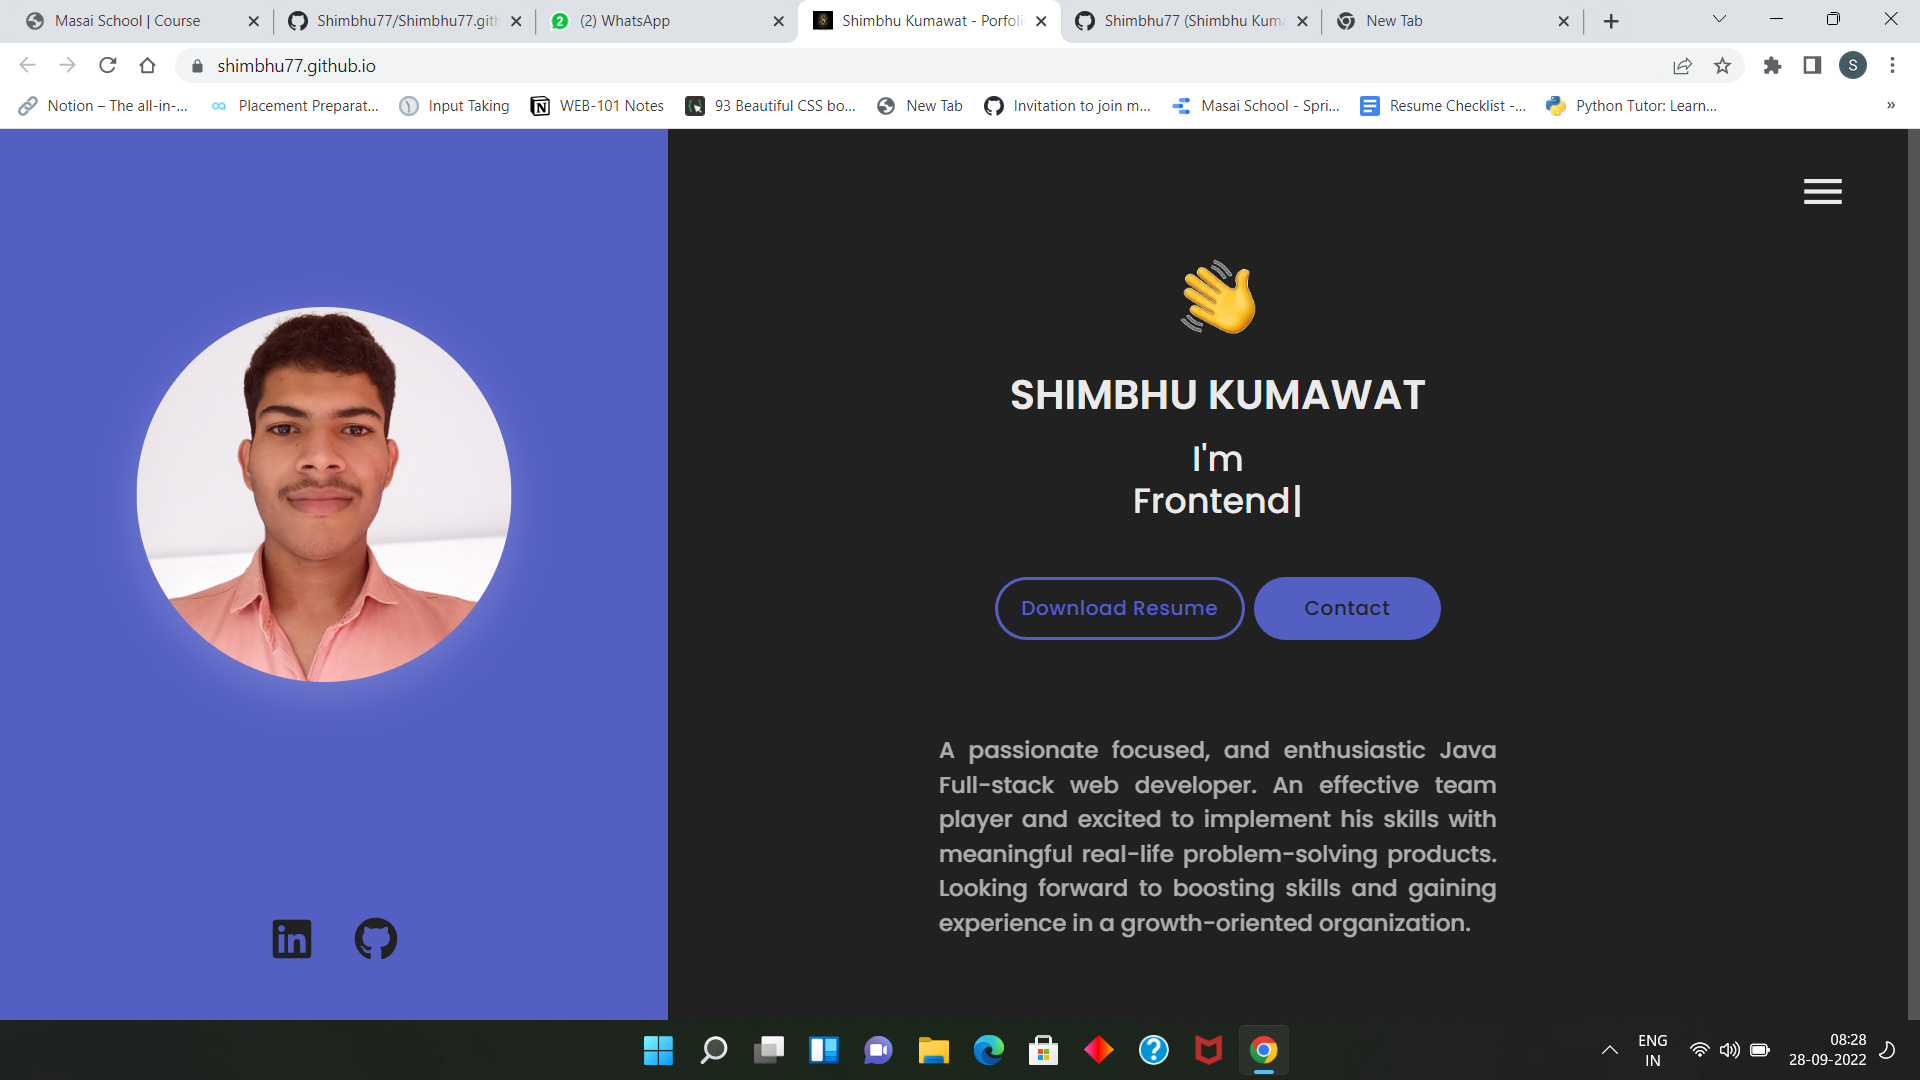 Masai School | Course
Shimbhu77/Shimbhu77.gith
(2) WhatsApp
Shimbhu Kumawat - Porfolio
Shimbhu77 (Shimbhu Kuma
New Tab
shimbhu77.github.io
S
Notion – The all-in-...
Placement Preparat...
Input Taking
WEB-101 Notes
93 Beautiful CSS bo...
New Tab
Invitation to join m...
Masai School - Spri...
Resume Checklist -...
Python Tutor: Learn...
»
SHIMBHU KUMAWAT
I'm
Frontend|
Download Resume
Contact
A passionate focused, and enthusiastic Java
Full-stack web developer. An effective team
player and excited to implement his skills with
meaningful real-life problem-solving products.
Looking forward to boosting skills and gaining
experience in a growth-oriented organization.
in
ENG
IN
08:28
28-09-2022